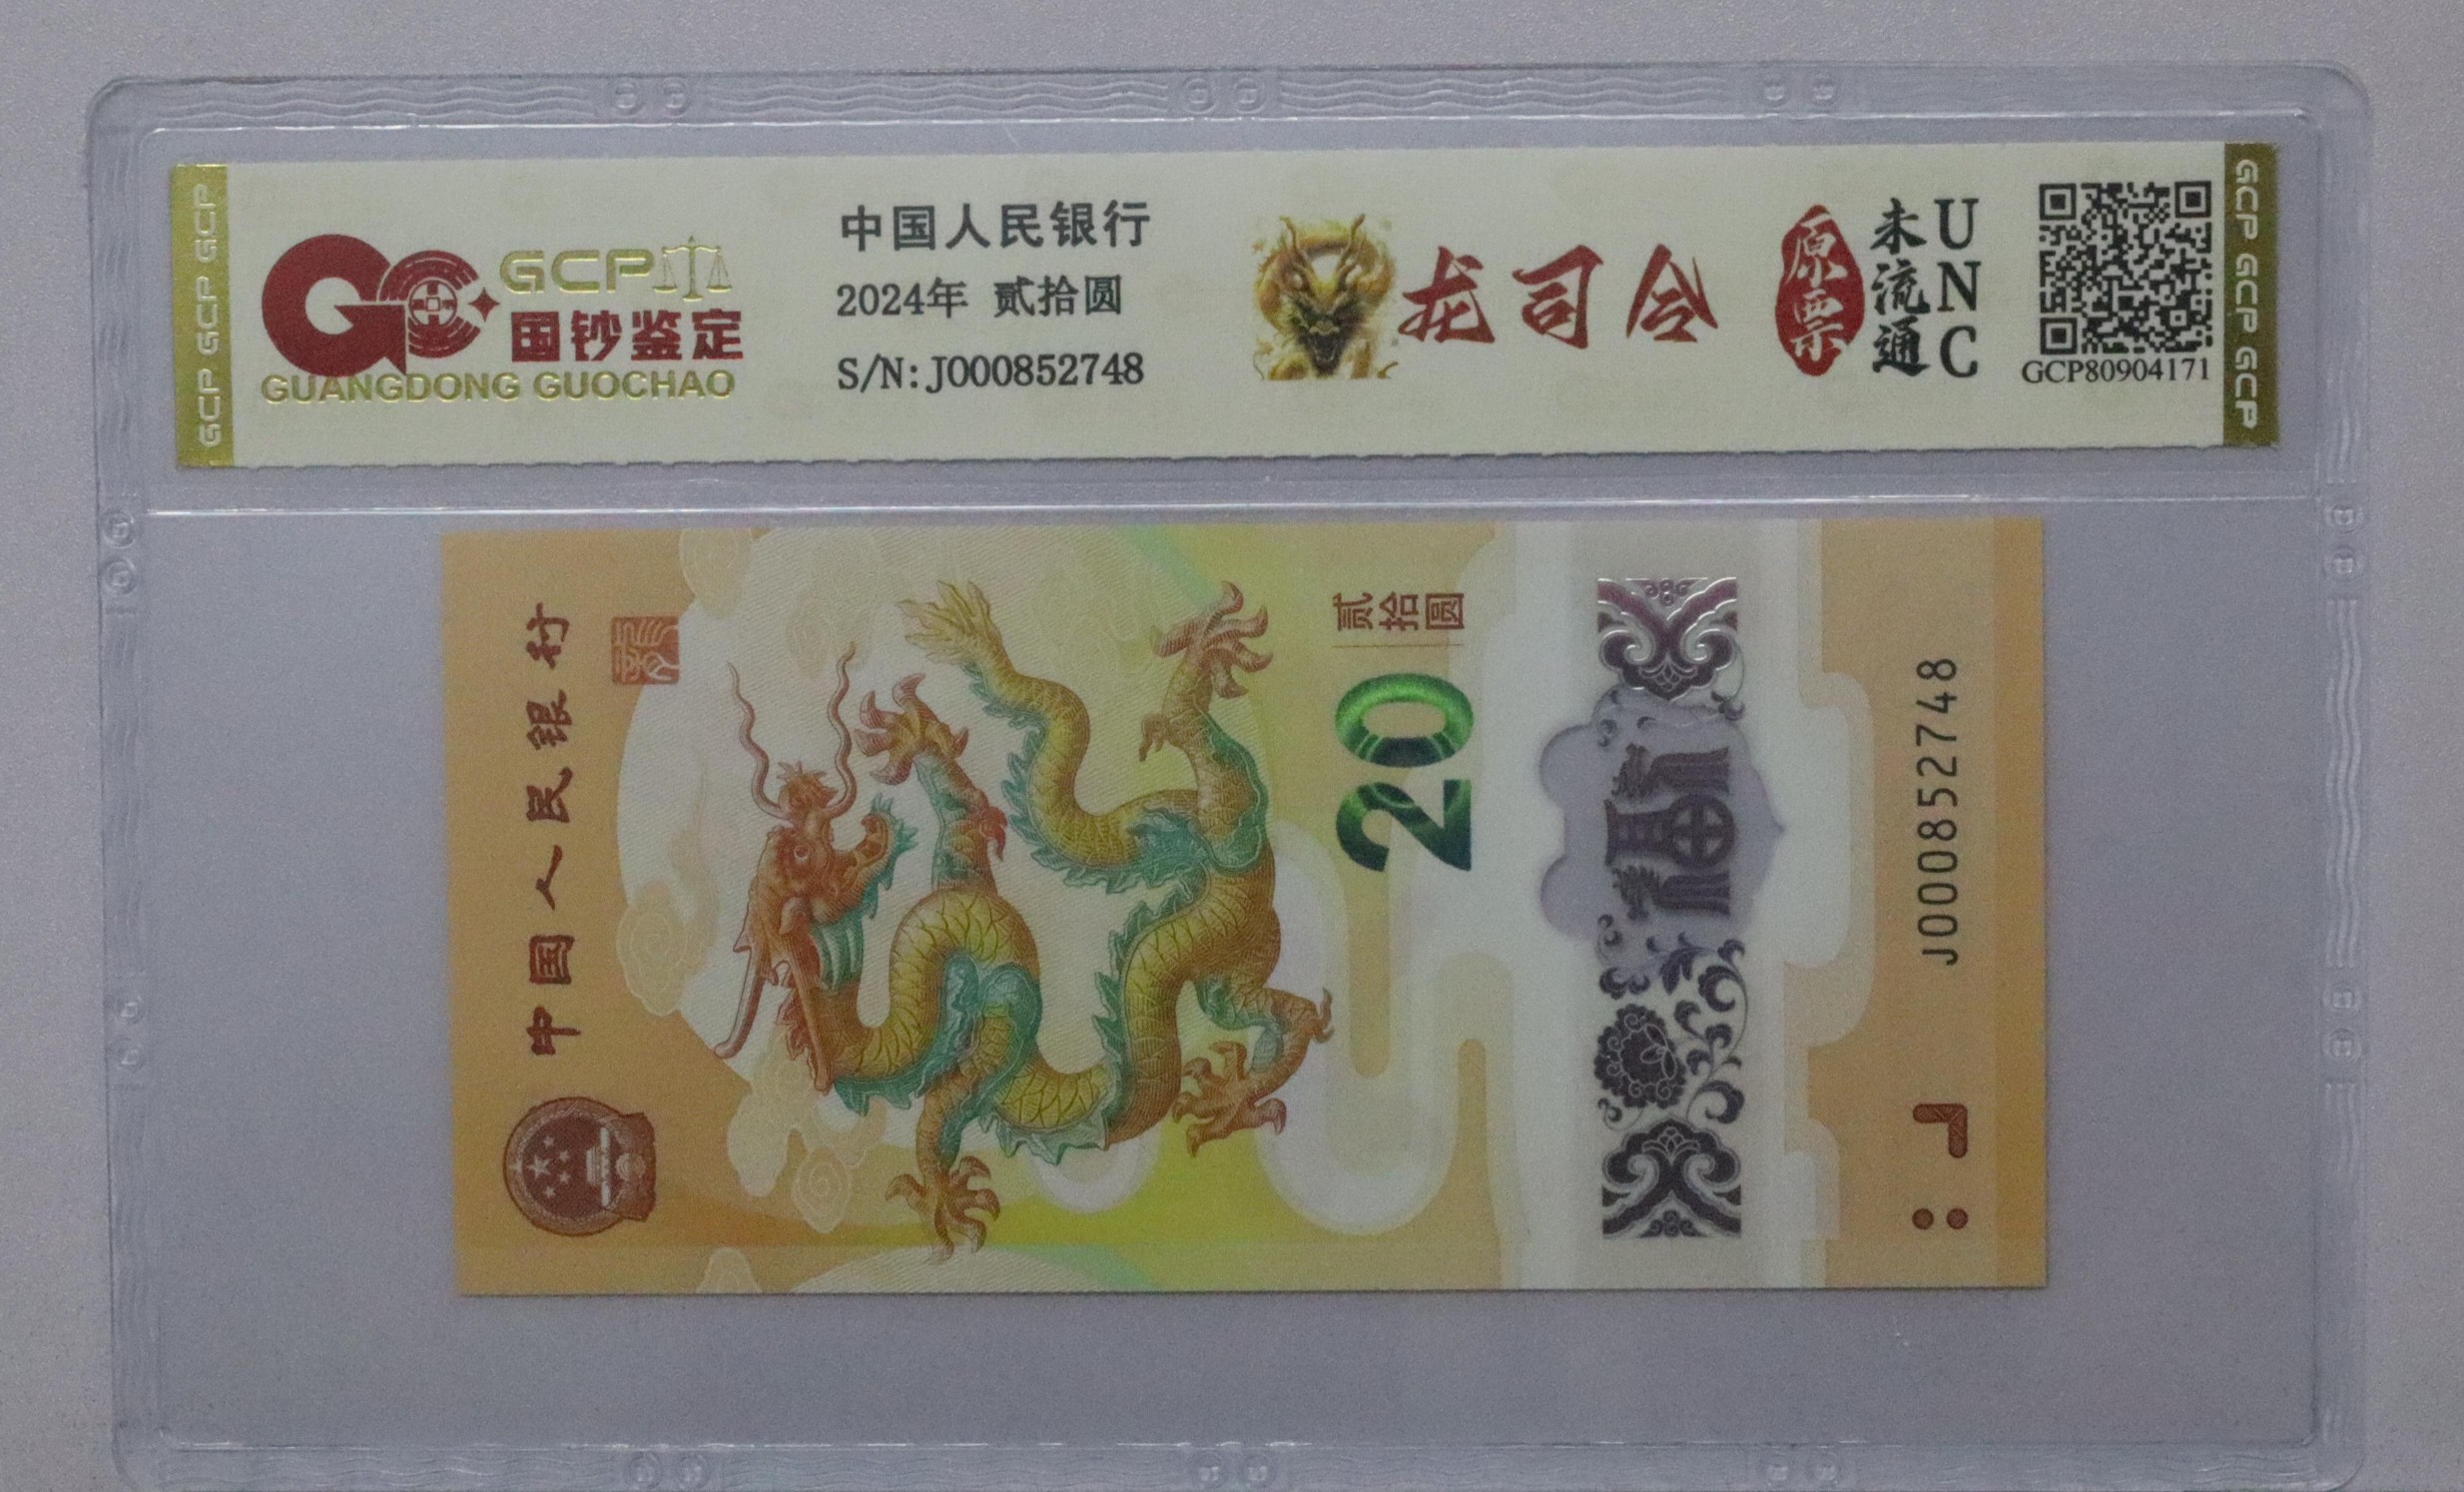 GCP GCP GCP
GCP
国钞鉴定
GUANGDONG GUOCHAO
中国人民银行
2024年 贰拾圆
S/N:J000852748
龙司令
原票
未流通
UNC
GCP80904171
GCP GCP GCP
中国人民银行
贰拾圆
20
福
J000852748